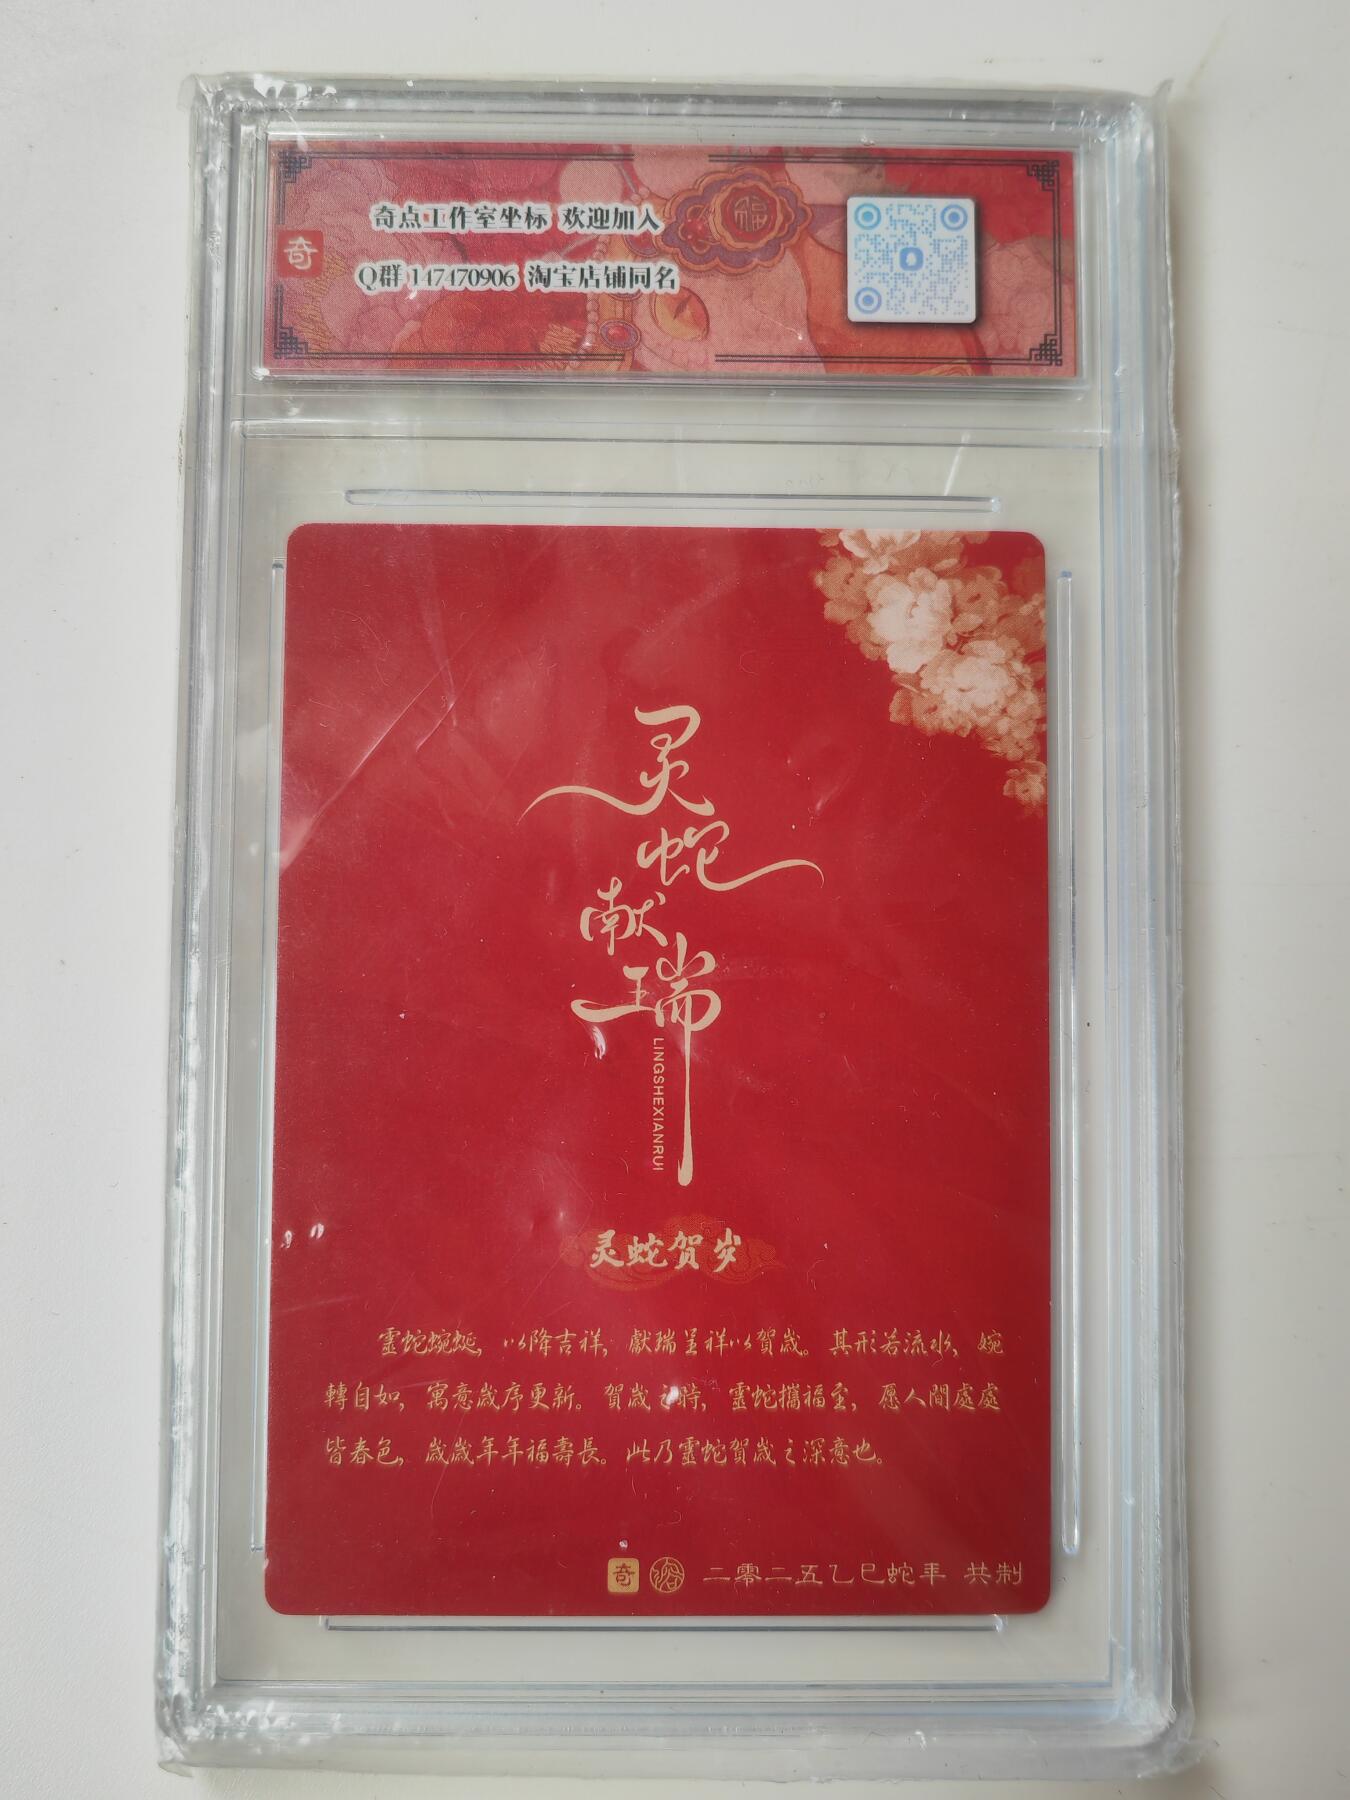 奇点工作室坐标 欢迎加入
奇
福
Q群 147470906 淘宝店铺同名
灵
蛇
献
瑞
LINGSHEXIANRUI
灵蛇贺岁
靈蛇蜿蜒，以降吉祥，獻瑞呈祥以賀歲。其形若流水，婉
轉自如，寓意歲序更新。賀歲之時，靈蛇攜福至，愿人間處處
皆春色，歲歲年年福壽長。此乃靈蛇賀歲之深意也。
奇 二零二五乙巳蛇年 共制